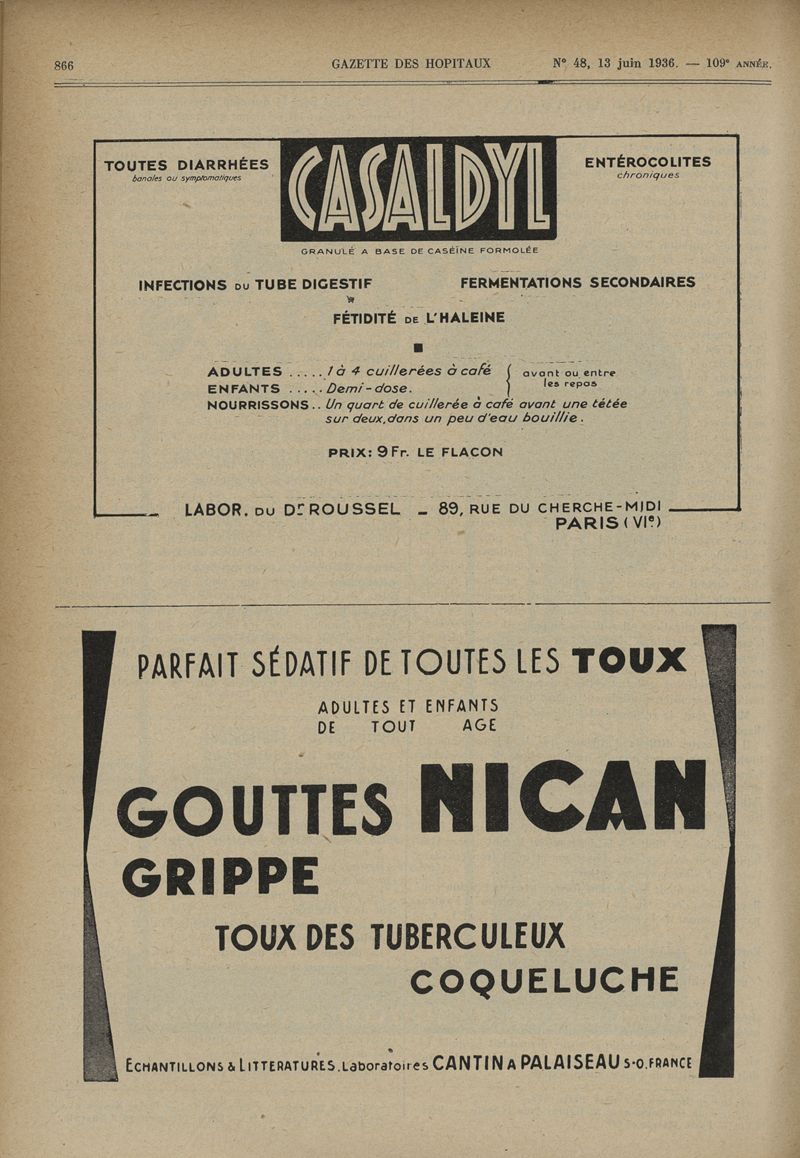 866 GAZETTE DES HOPITAUX N° 48, 13 juin 1936. — 109e ANNÉE.
TOUTES DIARRHÉES
banales ou symptomatiques
CASALDYL
ENTÉROCOLITES
chroniques
GRANULÉ A BASE DE CASÉÏNE FORMOLÉE
INFECTIONS DU TUBE DIGESTIF FERMENTATIONS SECONDAIRES
FÉTIDITÉ DE L'HALEINE
ADULTES ..... 1 à 4 cuillerées à café } avant ou entre
ENFANTS ..... Demi-dose. } les repas
NOURRISSONS.. Un quart de cuillerée à café avant une tétée
sur deux, dans un peu d'eau bouillie.
PRIX: 9 Fr. LE FLACON
LABOR. DU Dr ROUSSEL _ 89, RUE DU CHERCHE-MIDI
PARIS (VIe)
PARFAIT SÉDATIF DE TOUTES LES TOUX
ADULTES ET ENFANTS
DE TOUT AGE
GOUTTES NICAN
GRIPPE
TOUX DES TUBERCULEUX
COQUELUCHE
ECHANTILLONS & LITTERATURES. Laboratoires CANTIN A PALAISEAU S-O. FRANCE